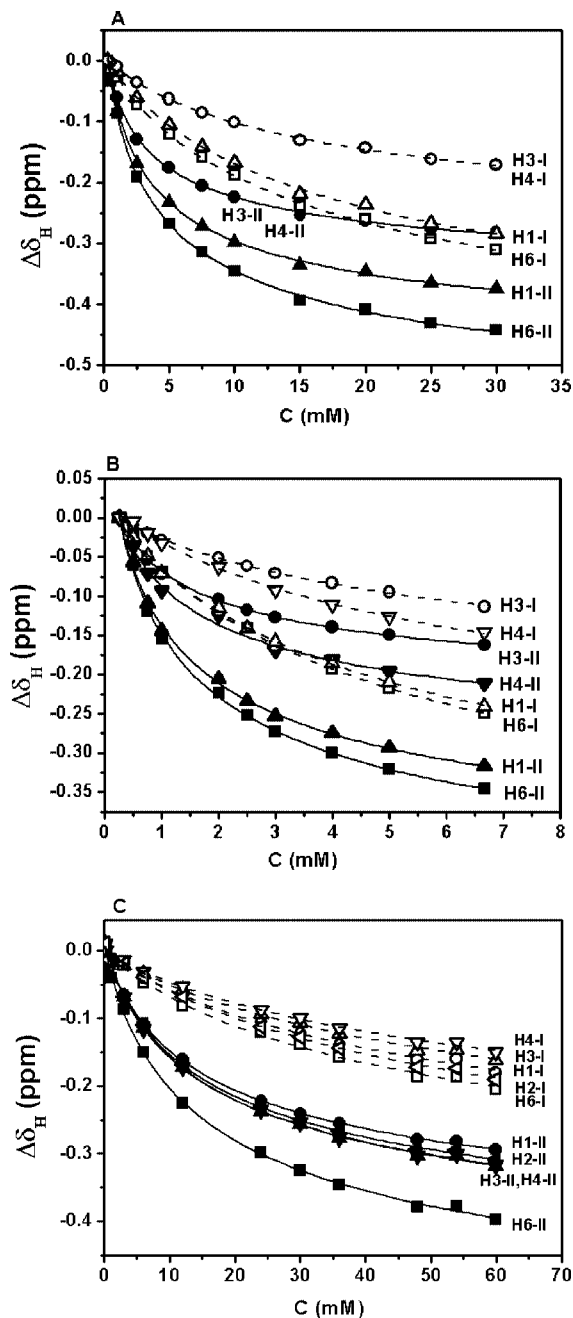 A
0.0
-0.1
-0.2
-0.3
-0.4
-0.5
ΔδH (ppm)
H3-I
H4-I
H3-II
H4-II
H1-I
H6-I
H1-II
H6-II
0 5 10 15 20 25 30 35
C (mM)
B
0.05
0.00
-0.05
-0.10
-0.15
-0.20
-0.25
-0.30
-0.35
ΔδH (ppm)
H3-I
H4-I
H3-II
H4-II
H1-I
H6-I
H1-II
H6-II
0 1 2 3 4 5 6 7 8
C (mM)
C
0.0
-0.1
-0.2
-0.3
-0.4
ΔδH (ppm)
H4-I
H3-I
H1-I
H2-I
H6-I
H1-II
H2-II
H3-II,H4-II
H6-II
0 10 20 30 40 50 60 70
C (mM)